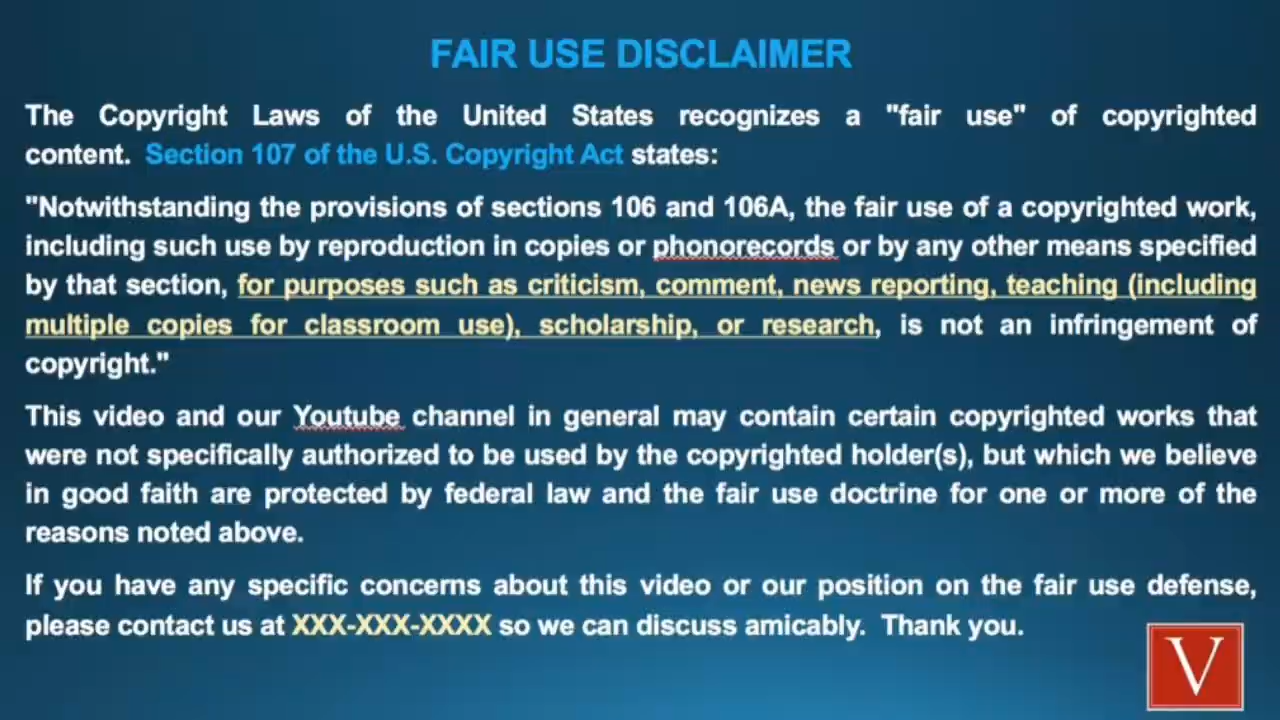 FAIR USE DISCLAIMER
The Copyright Laws of the United States recognizes a "fair use" of copyrighted
content. Section 107 of the U.S. Copyright Act states:
"Notwithstanding the provisions of sections 106 and 106A, the fair use of a copyrighted work,
including such use by reproduction in copies or phonorecords or by any other means specified
by that section, for purposes such as criticism, comment, news reporting, teaching (including
multiple copies for classroom use), scholarship, or research, is not an infringement of
copyright."
This video and our Youtube channel in general may contain certain copyrighted works that
were not specifically authorized to be used by the copyrighted holder(s), but which we believe
in good faith are protected by federal law and the fair use doctrine for one or more of the
reasons noted above.
If you have any specific concerns about this video or our position on the fair use defense,
please contact us at XXX-XXX-XXXX so we can discuss amicably. Thank you.
V